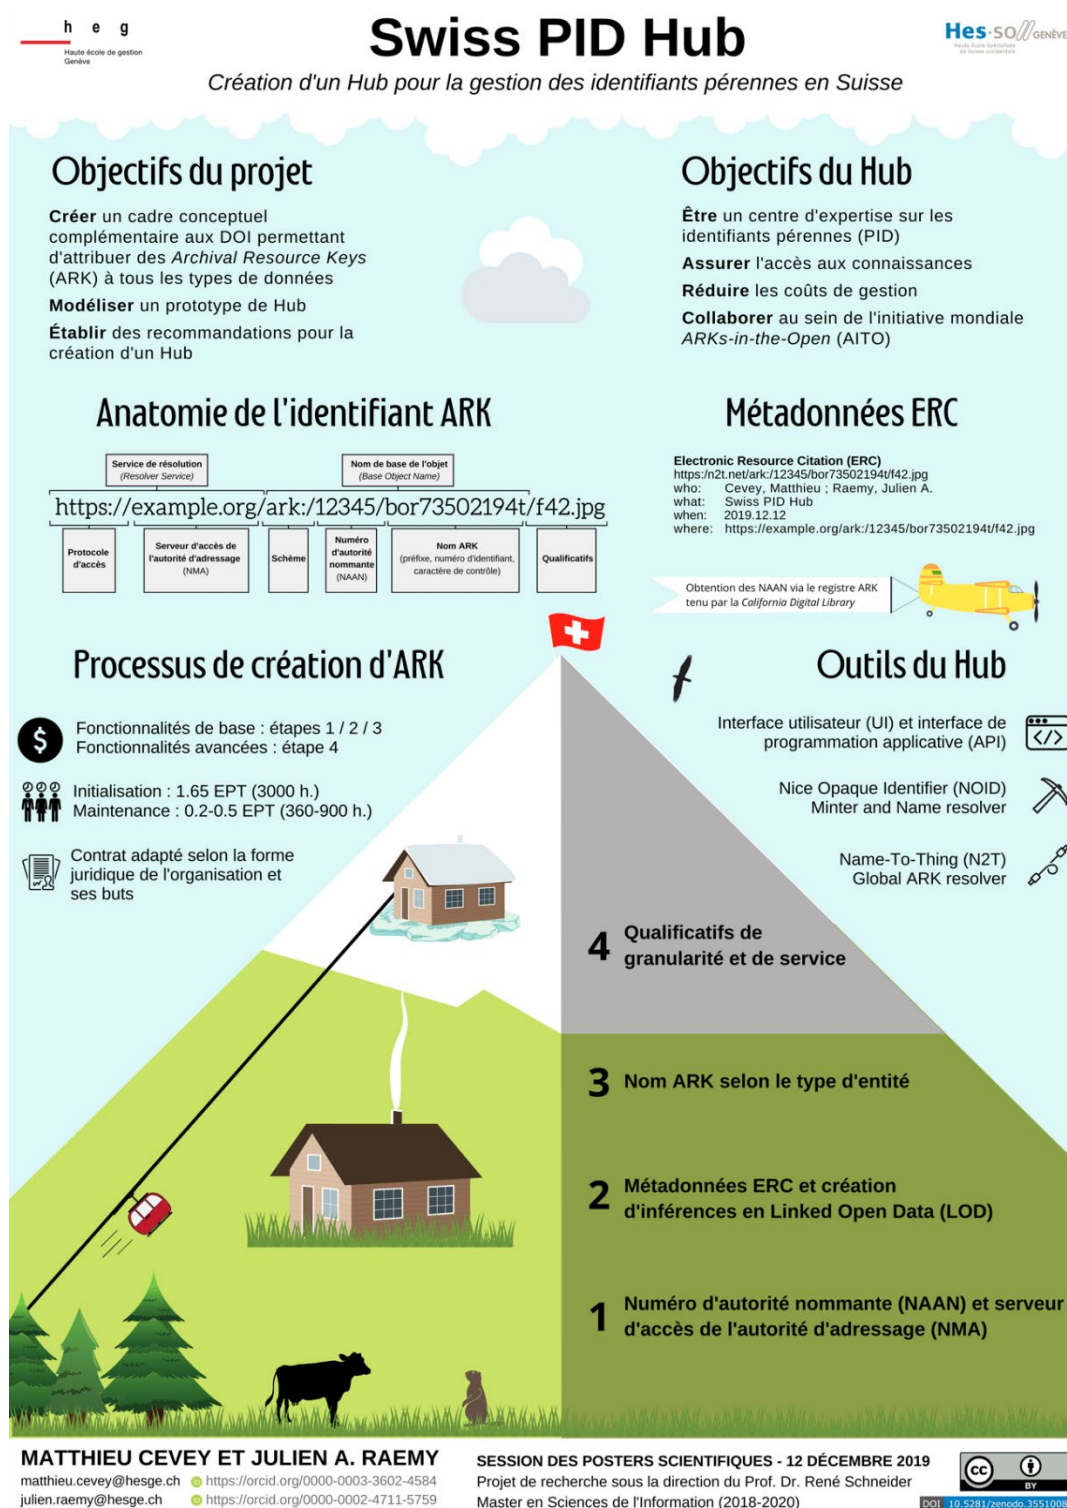 h e g
Haute école de gestion
Genève
Swiss PID Hub
Hes·so GENÈVE
Haute Ecole Spécialisée
de Suisse occidentale
Création d'un Hub pour la gestion des identifiants pérennes en Suisse
Objectifs du projet
Créer un cadre conceptuel
complémentaire aux DOI permettant
d'attribuer des Archival Resource Keys
(ARK) à tous les types de données
Modéliser un prototype de Hub
Établir des recommandations pour la
création d'un Hub
Objectifs du Hub
Être un centre d'expertise sur les
identifiants pérennes (PID)
Assurer l'accès aux connaissances
Réduire les coûts de gestion
Collaborer au sein de l'initiative mondiale
ARKs-in-the-Open (AITO)
Anatomie de l'identifiant ARK
Service de résolution
(Resolver Service)
Nom de base de l'objet
(Base Object Name)
https://example.org/ark:/12345/bor73502194t/f42.jpg
Protocole
d'accès
Serveur d'accès de
l'autorité d'adressage
(NMA)
Schème
Numéro
d'autorité
nommante
(NAAN)
Nom ARK
(préfixe, numéro d'identifiant,
caractère de contrôle)
Qualificatifs
Métadonnées ERC
Electronic Resource Citation (ERC)
https:/n2t.net/ark:/12345/bor73502194t/f42.jpg
who: Cevey, Matthieu ; Raemy, Julien A.
what: Swiss PID Hub
when: 2019.12.12
where: https://example.org/ark:/12345/bor73502194t/f42.jpg
Obtention des NAAN via le registre ARK
tenu par la California Digital Library
Processus de création d'ARK
$
Fonctionnalités de base : étapes 1 / 2 / 3
Fonctionnalités avancées : étape 4
Initialisation : 1.65 EPT (3000 h.)
Maintenance : 0.2-0.5 EPT (360-900 h.)
Contrat adapté selon la forme
juridique de l'organisation et
ses buts
Outils du Hub
Interface utilisateur (UI) et interface de
programmation applicative (API)
</>
Nice Opaque Identifier (NOID)
Minter and Name resolver
Name-To-Thing (N2T)
Global ARK resolver
4 Qualificatifs de
granularité et de service
3 Nom ARK selon le type d'entité
2 Métadonnées ERC et création
d'inférences en Linked Open Data (LOD)
1 Numéro d'autorité nommante (NAAN) et serveur
d'accès de l'autorité d'adressage (NMA)
MATTHIEU CEVEY ET JULIEN A. RAEMY
matthieu.cevey@hesge.ch iD https://orcid.org/0000-0003-3602-4584
julien.raemy@hesge.ch iD https://orcid.org/0000-0002-4711-5759
SESSION DES POSTERS SCIENTIFIQUES - 12 DÉCEMBRE 2019
Projet de recherche sous la direction du Prof. Dr. René Schneider
Master en Sciences de l'Information (2018-2020)
cc BY
DOI 10.5281/zenodo.3551008